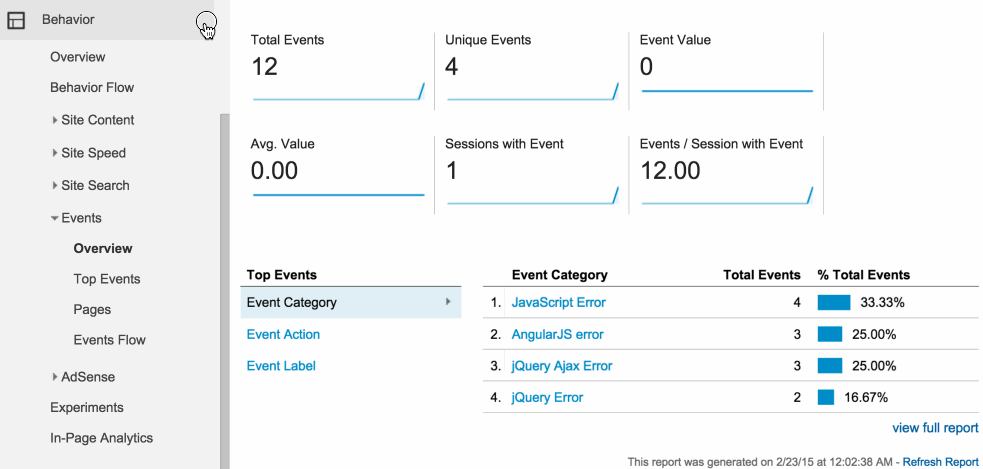 Behavior
Overview
Behavior Flow
Site Content
Site Speed
Site Search
Events
Overview
Top Events
Pages
Events Flow
AdSense
Experiments
In-Page Analytics
Total Events Unique Events Event Value
12 4 0
Avg. Value Sessions with Event Events / Session with Event
0.00 1 12.00
Top Events
Event Category
Event Action
Event Label
Event Category Total Events % Total Events
1. JavaScript Error 4 33.33%
2. AngularJS error 3 25.00%
3. jQuery Ajax Error 3 25.00%
4. jQuery Error 2 16.67%
view full report
This report was generated on 2/23/15 at 12:02:38 AM - Refresh Report